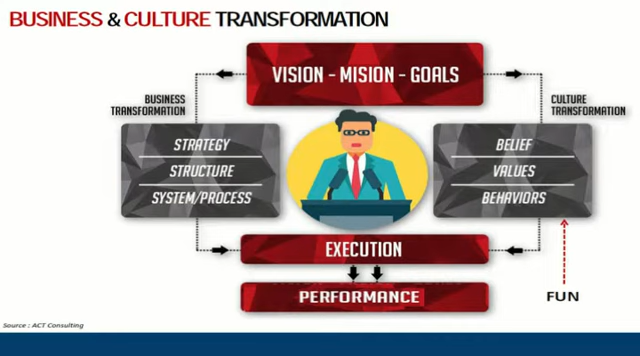 BUSINESS & CULTURE TRANSFORMATION
VISION - MISION - GOALS
BUSINESS
TRANSFORMATION
CULTURE
TRANSFORMATION
STRATEGY
STRUCTURE
SYSTEM/PROCESS
BELIEF
VALUES
BEHAVIORS
EXECUTION
PERFORMANCE
FUN
Source : ACT Consulting